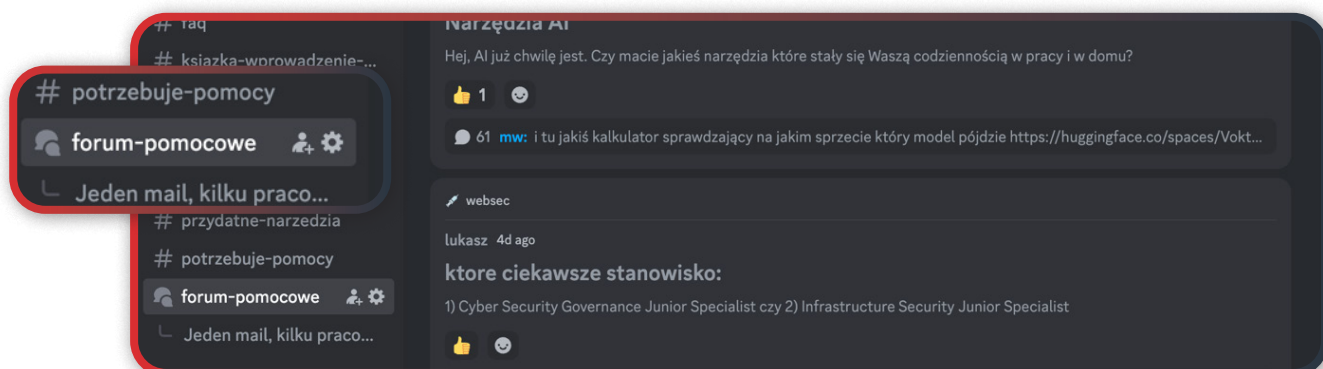 # faq
# ksiazka-wprowadzenie-...
# potrzebuje-pomocy
forum-pomocowe
Jeden mail, kilku praco...
# przydatne-narzedzia
# potrzebuje-pomocy
forum-pomocowe
Jeden mail, kilku praco...
Narzędzia AI
Hej, AI już chwilę jest. Czy macie jakieś narzędzia które stały się Waszą codziennością w pracy i w domu?
1
61 mw: i tu jakiś kalkulator sprawdzający na jakim sprzecie który model pójdzie https://huggingface.co/spaces/Vokt...
websec
lukasz 4d ago
ktore ciekawsze stanowisko:
1) Cyber Security Governance Junior Specialist czy 2) Infrastructure Security Junior Specialist